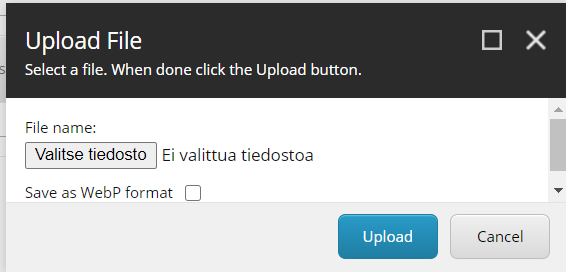 Upload File
Select a file. When done click the Upload button.
File name:
Valitse tiedosto Ei valittua tiedostoa
Save as WebP format
Upload Cancel